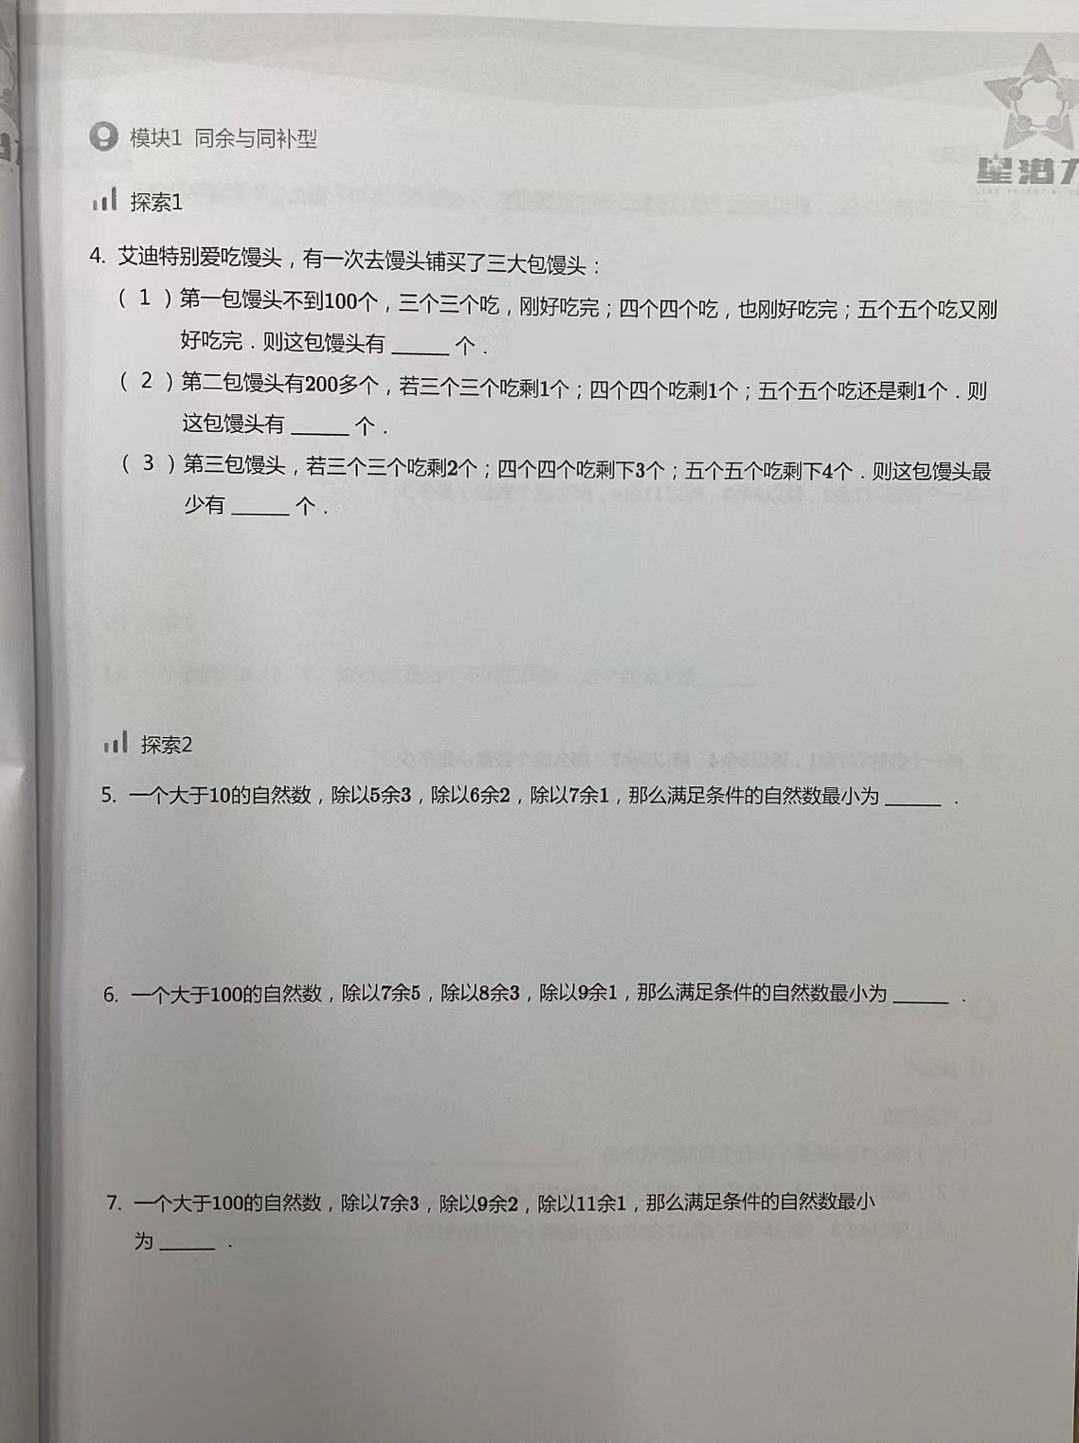 星潜力
模块1 同余与同补型
探索1
4. 艾迪特别爱吃馒头，有一次去馒头铺买了三大包馒头：
（1）第一包馒头不到100个，三个三个吃，刚好吃完；四个四个吃，也刚好吃完；五个五个吃又刚
好吃完．则这包馒头有 _____ 个．
（2）第二包馒头有200多个，若三个三个吃剩1个；四个四个吃剩1个；五个五个吃还是剩1个．则
这包馒头有 _____ 个．
（3）第三包馒头，若三个三个吃剩2个；四个四个吃剩下3个；五个五个吃剩下4个．则这包馒头最
少有 _____ 个．
探索2
5. 一个大于10的自然数，除以5余3，除以6余2，除以7余1，那么满足条件的自然数最小为 _____ ．
6. 一个大于100的自然数，除以7余5，除以8余3，除以9余1，那么满足条件的自然数最小为 _____ ．
7. 一个大于100的自然数，除以7余3，除以9余2，除以11余1，那么满足条件的自然数最小
为 _____ ．